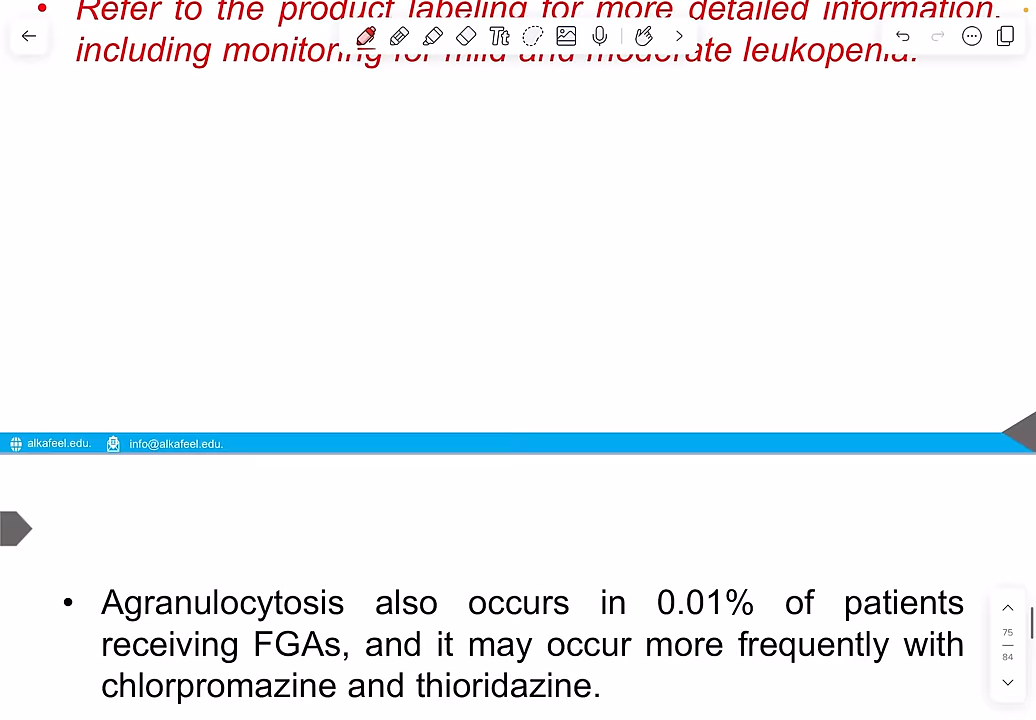 • Refer to the product labeling for more detailed information,
including monitoring for mild and moderate leukopenia.
Tt
alkafeel.edu. info@alkafeel.edu.
• Agranulocytosis also occurs in 0.01% of patients
receiving FGAs, and it may occur more frequently with
chlorpromazine and thioridazine.
75
84